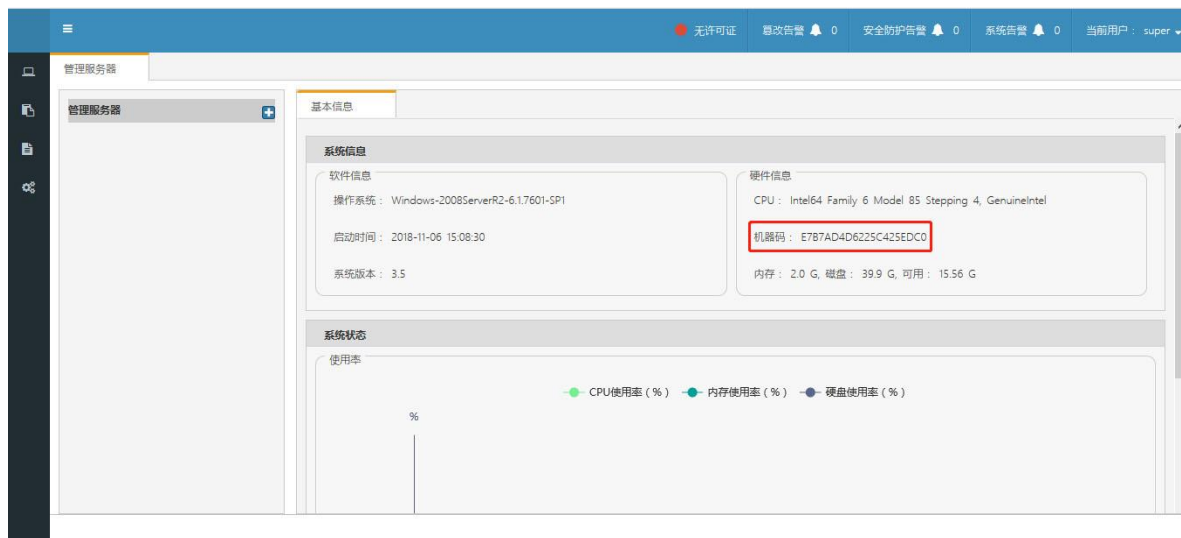 无许可证 篡改告警 0 安全防护告警 0 系统告警 0 当前用户： super
管理服务器
管理服务器
基本信息
系统信息
软件信息
操作系统： Windows-2008ServerR2-6.1.7601-SP1
启动时间： 2018-11-06 15:08:30
系统版本： 3.5
硬件信息
CPU： Intel64 Family 6 Model 85 Stepping 4, GenuineIntel
机器码： E7B7AD4D6225C425EDC0
内存： 2.0 G, 磁盘： 39.9 G, 可用： 15.56 G
系统状态
使用率
CPU使用率（%） 内存使用率（%） 硬盘使用率（%）
%